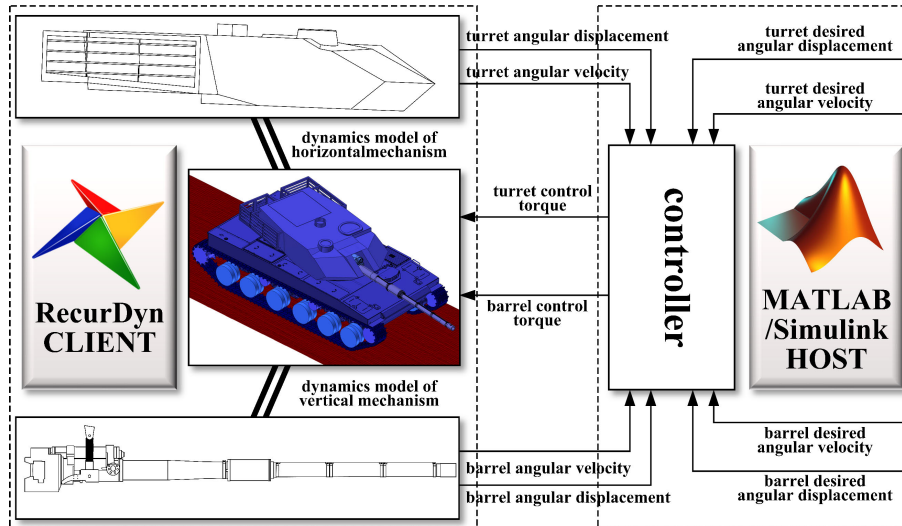 turret angular displacement
turret angular velocity
turret desired
angular displacement
turret desired
angular velocity
dynamics model of
horizontalmechanism
RecurDyn
CLIENT
turret control
torque
barrel control
torque
controller
MATLAB
/Simulink
HOST
dynamics model of
vertical mechanism
barrel angular velocity
barrel angular displacement
barrel desired
angular velocity
barrel desired
angular displacement